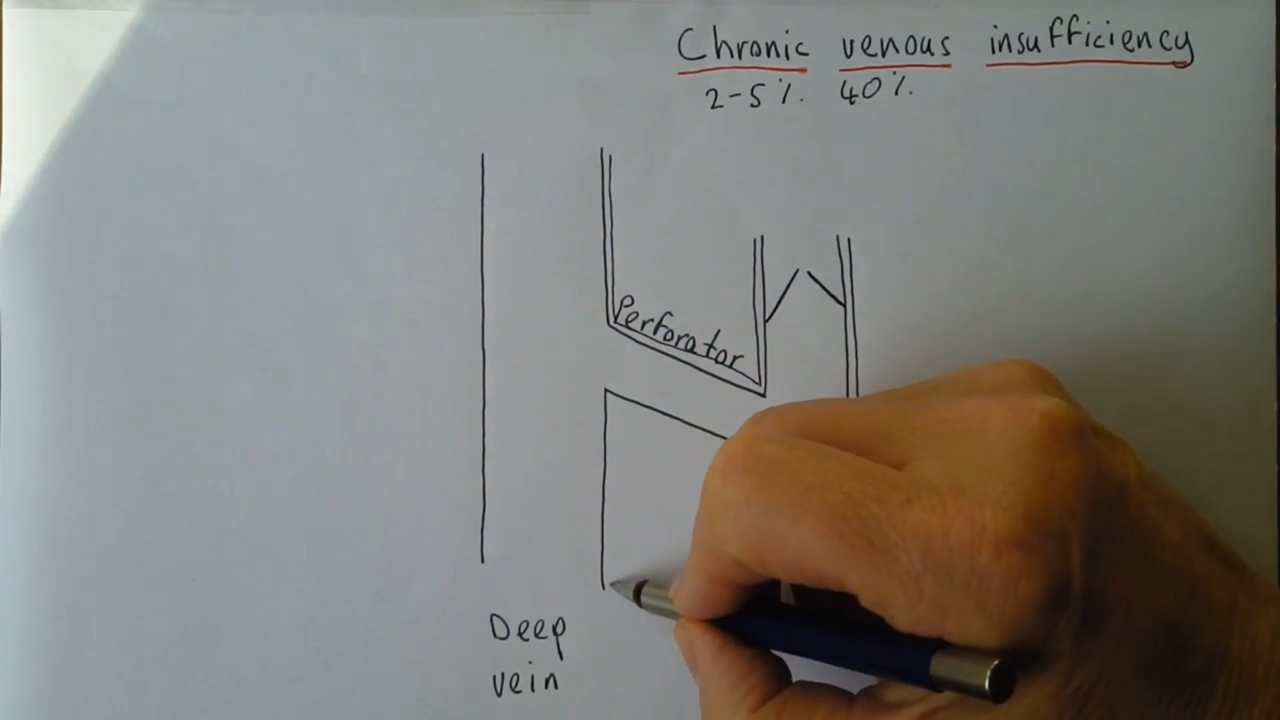 Chronic venous insufficiency
2-5%. 40%.
Perforator
Deep
vein